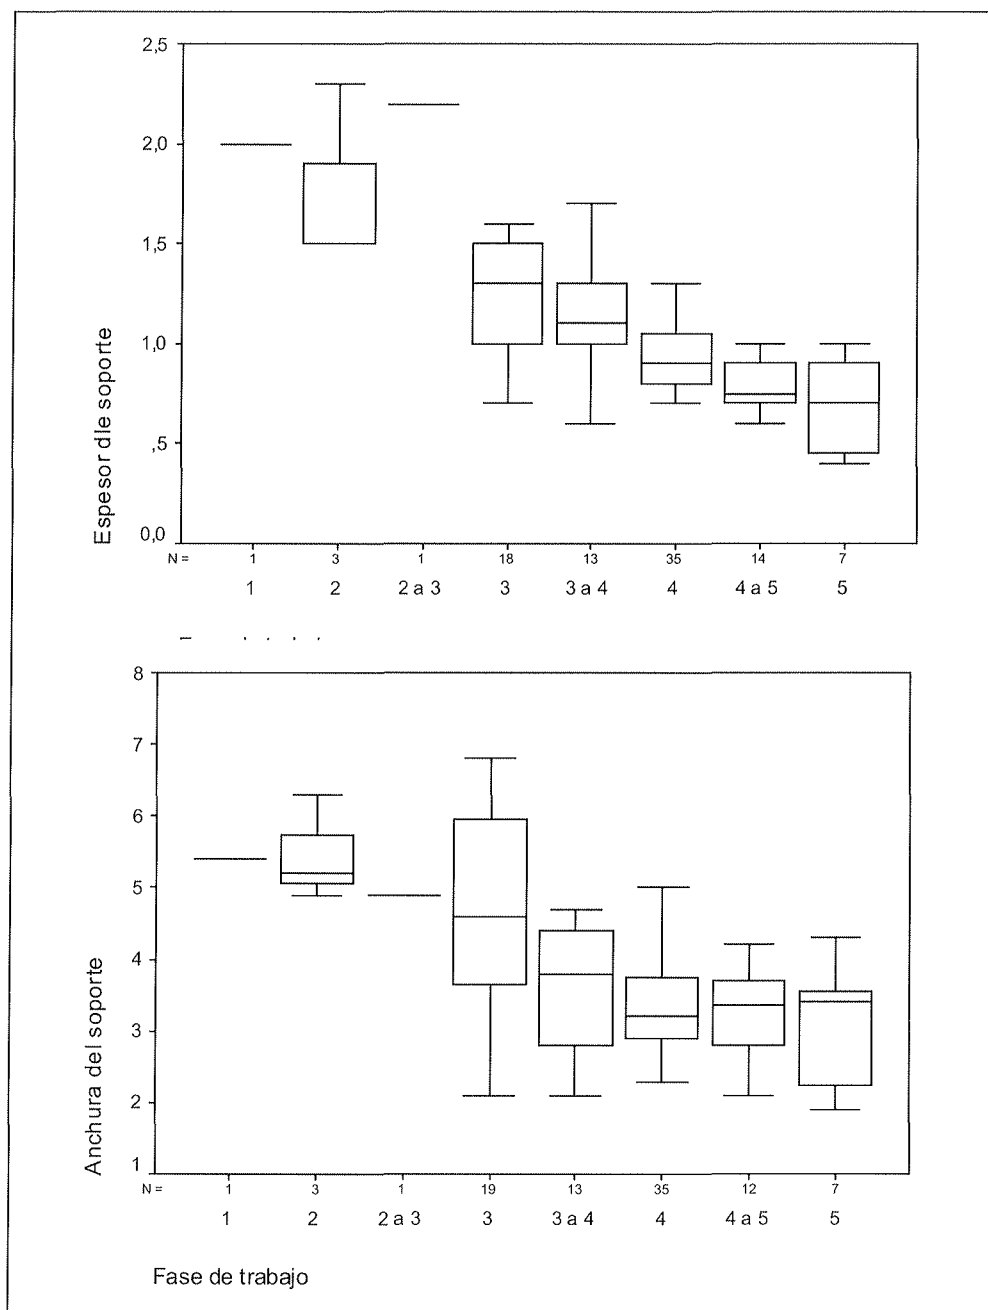 2,5
2,0
1,5
1,0
,5
0,0
Espesor dle soporte
N = 1 3 1 18 13 35 14 7
1 2 2 a 3 3 3 a 4 4 4 a 5 5
8
7
6
5
4
3
2
1
Anchura del soporte
N = 1 3 1 19 13 35 12 7
1 2 2 a 3 3 3 a 4 4 4 a 5 5
Fase de trabajo